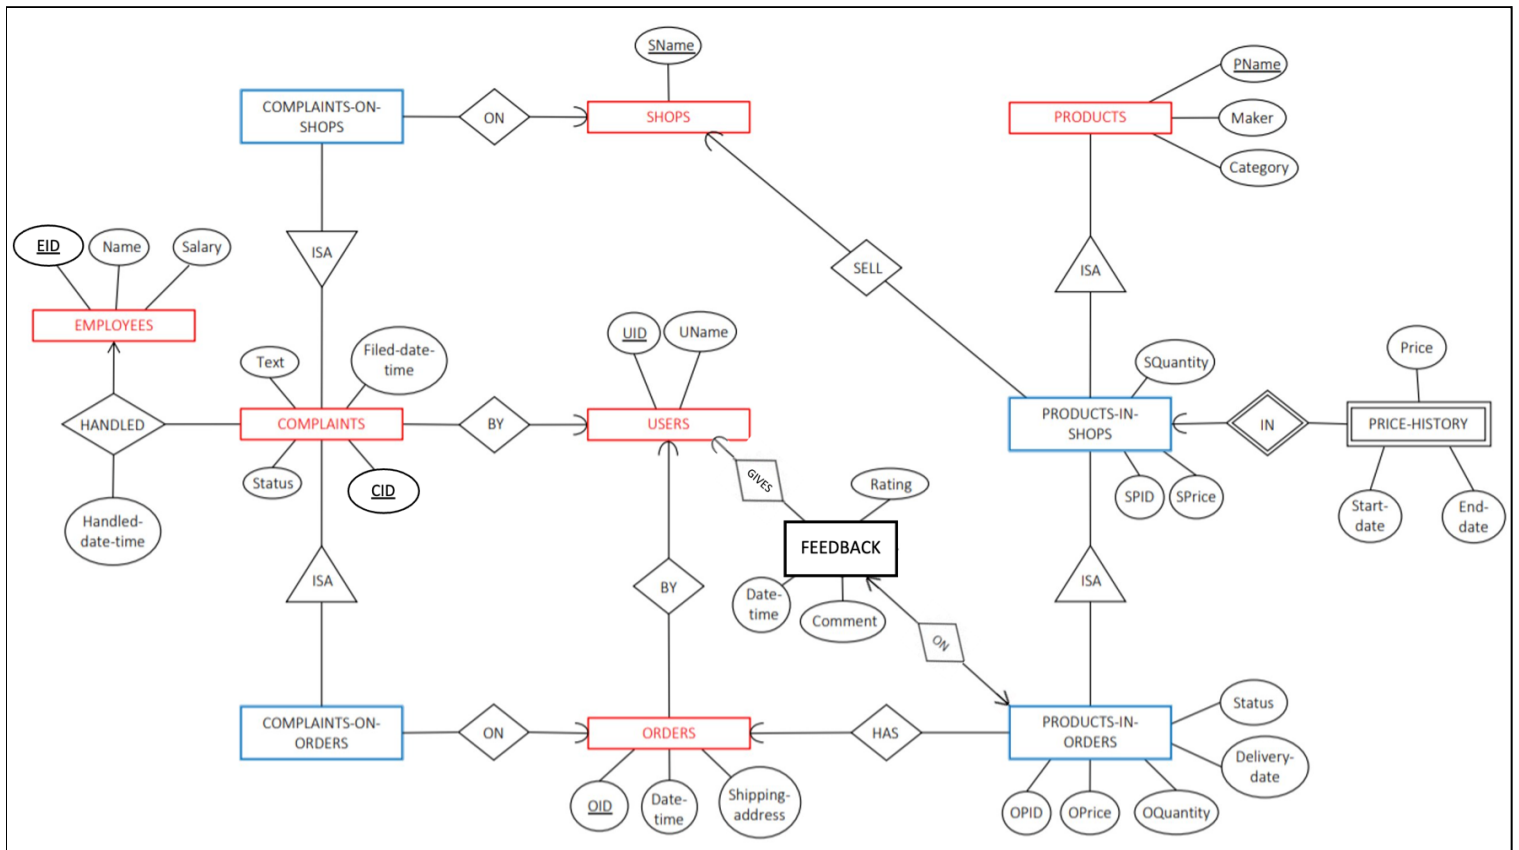 SName
PName
COMPLAINTS-ON-
SHOPS
ON
SHOPS
PRODUCTS
Maker
Category
EID
Name
Salary
ISA
SELL
ISA
EMPLOYEES
UID
UName
Text
Filed-date-
time
SQuantity
Price
HANDLED
COMPLAINTS
BY
USERS
PRODUCTS-IN-
SHOPS
IN
PRICE-HISTORY
Status
CID
GIVES
Rating
SPID
SPrice
Start-
date
End-
date
Handled-
date-time
FEEDBACK
ISA
BY
Date-
time
Comment
ISA
ON
COMPLAINTS-ON-
ORDERS
ON
ORDERS
HAS
PRODUCTS-IN-
ORDERS
Status
Delivery-
date
OID
Date-
time
Shipping-
address
OPID
OPrice
OQuantity